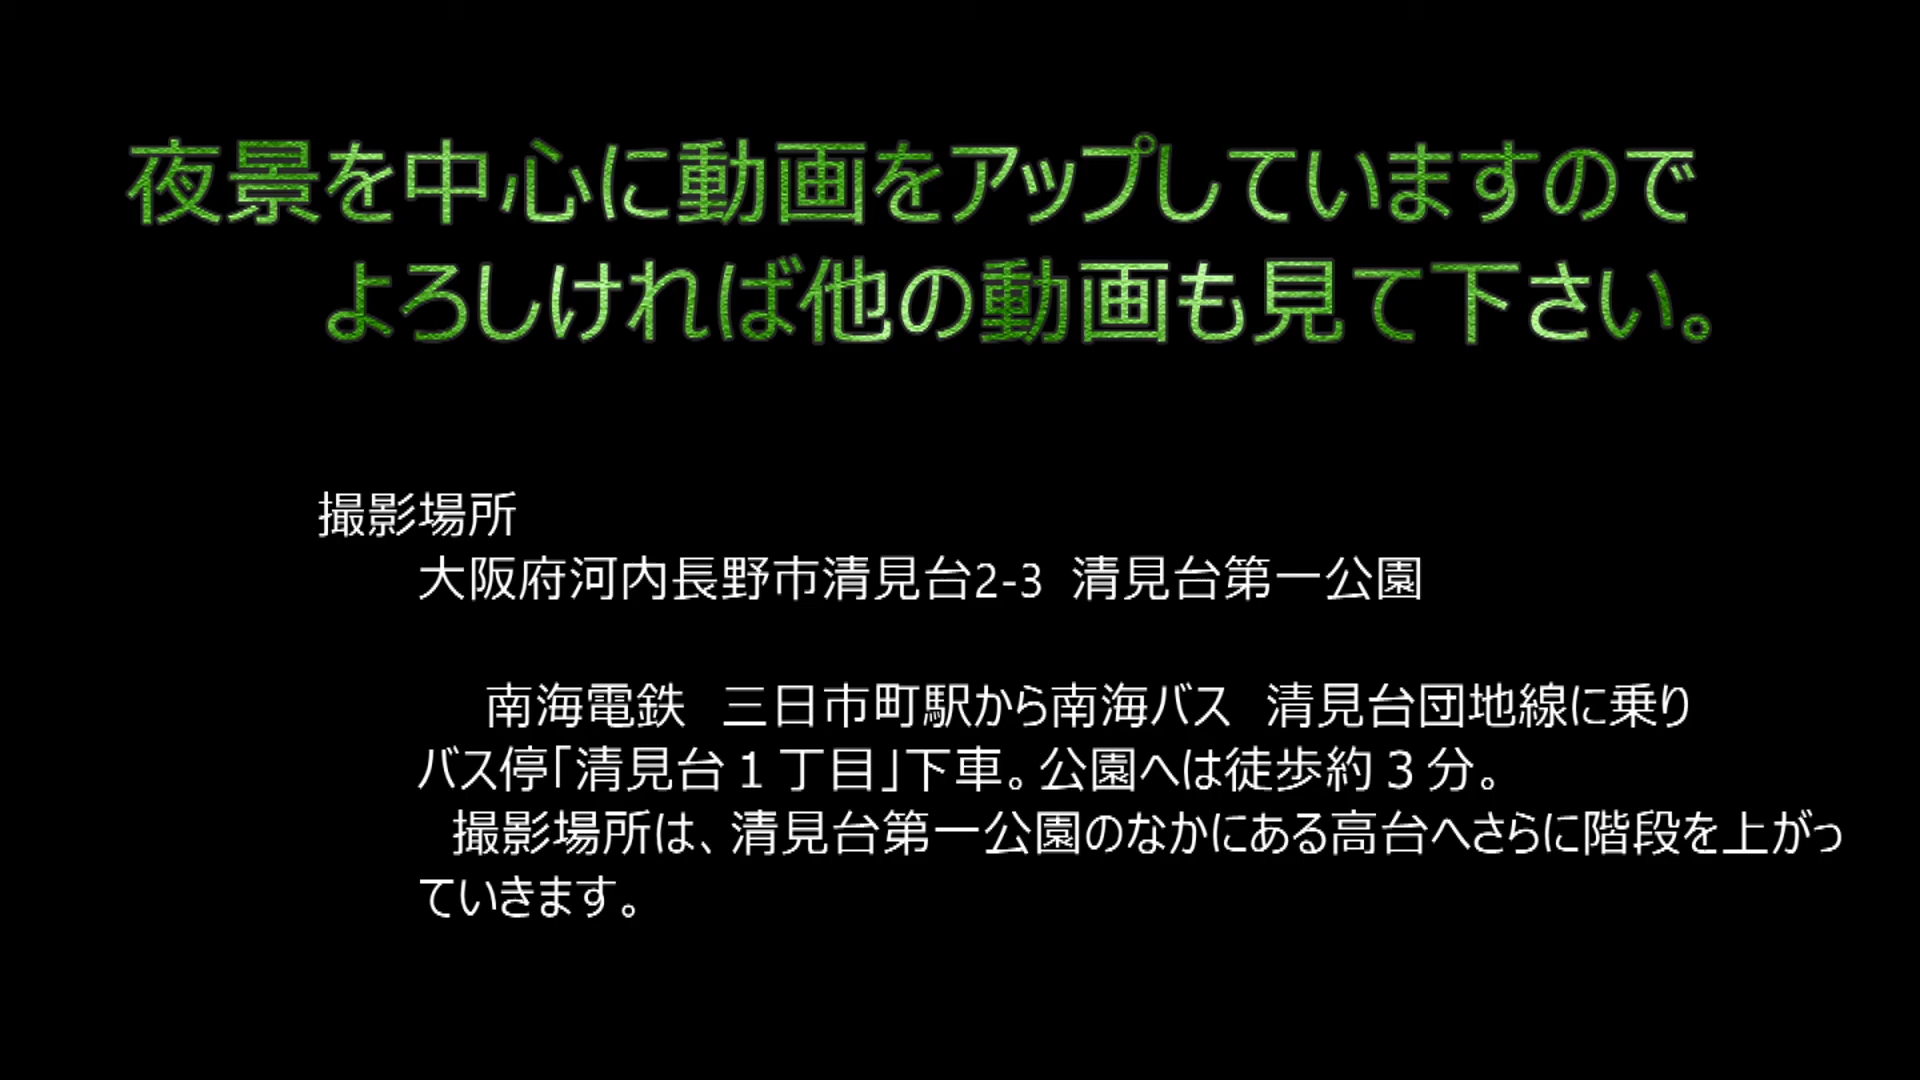 夜景を中心に動画をアップしていますので
よろしければ他の動画も見て下さい。
撮影場所
大阪府河内長野市清見台2-3 清見台第一公園
南海電鉄　三日市町駅から南海バス　清見台団地線に乗り
バス停「清見台１丁目」下車。公園へは徒歩約３分。
撮影場所は、清見台第一公園のなかにある高台へさらに階段を上がっ
ていきます。